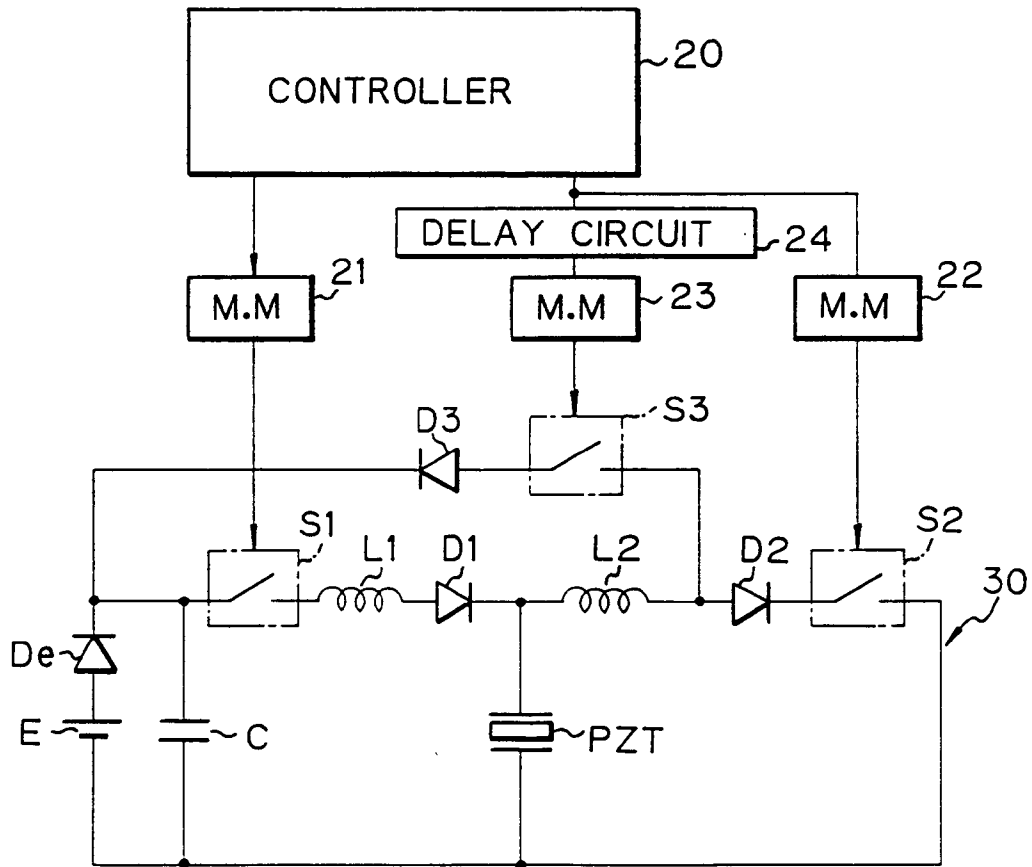 CONTROLLER
20
DELAY CIRCUIT
24
M.M
21
M.M
23
M.M
22
S3
D3
S1
L1
D1
L2
D2
S2
30
De
E
C
PZT